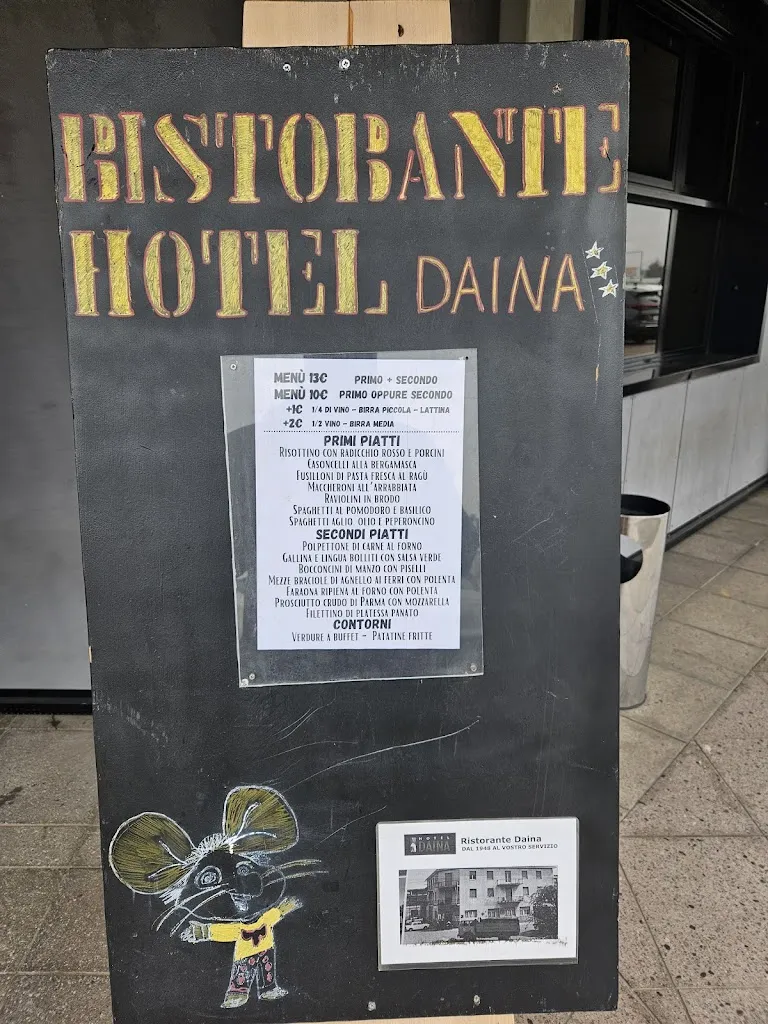 RISTORANTE
HOTEL DAINA
MENÙ 13€ PRIMO + SECONDO
MENÙ 10€ PRIMO OPPURE SECONDO
+1€ 1/4 DI VINO - BIRRA PICCOLA - LATTINA
+2€ 1/2 VINO - BIRRA MEDIA
PRIMI PIATTI
RISOTTINO CON RADICCHIO ROSSO E PORCINI
CASONCELLI ALLA BERGAMASCA
FUSILLONI DI PASTA FRESCA AL RAGÙ
MACCHERONI ALL'ARRABBIATA
RAVIOLINI IN BRODO
SPAGHETTI AL POMODORO E BASILICO
SPAGHETTI AGLIO OLIO E PEPERONCINO
SECONDI PIATTI
POLPETTONE DI CARNE AL FORNO
GALLINA E LINGUA BOLLITI CON SALSA VERDE
BOCCONCINI DI MANZO CON PISELLI
MEZZE BRACIOLE DI AGNELLO AI FERRI CON POLENTA
FARAONA RIPIENA AL FORNO CON POLENTA
PROSCIUTTO CRUDO DI PARMA CON MOZZARELLA
FILETTINO DI PLATESSA PANATO
CONTORNI
VERDURE A BUFFET - PATATINE FRITTE
HOTEL
DAINA
Ristorante Daina
DAL 1948 AL VOSTRO SERVIZIO